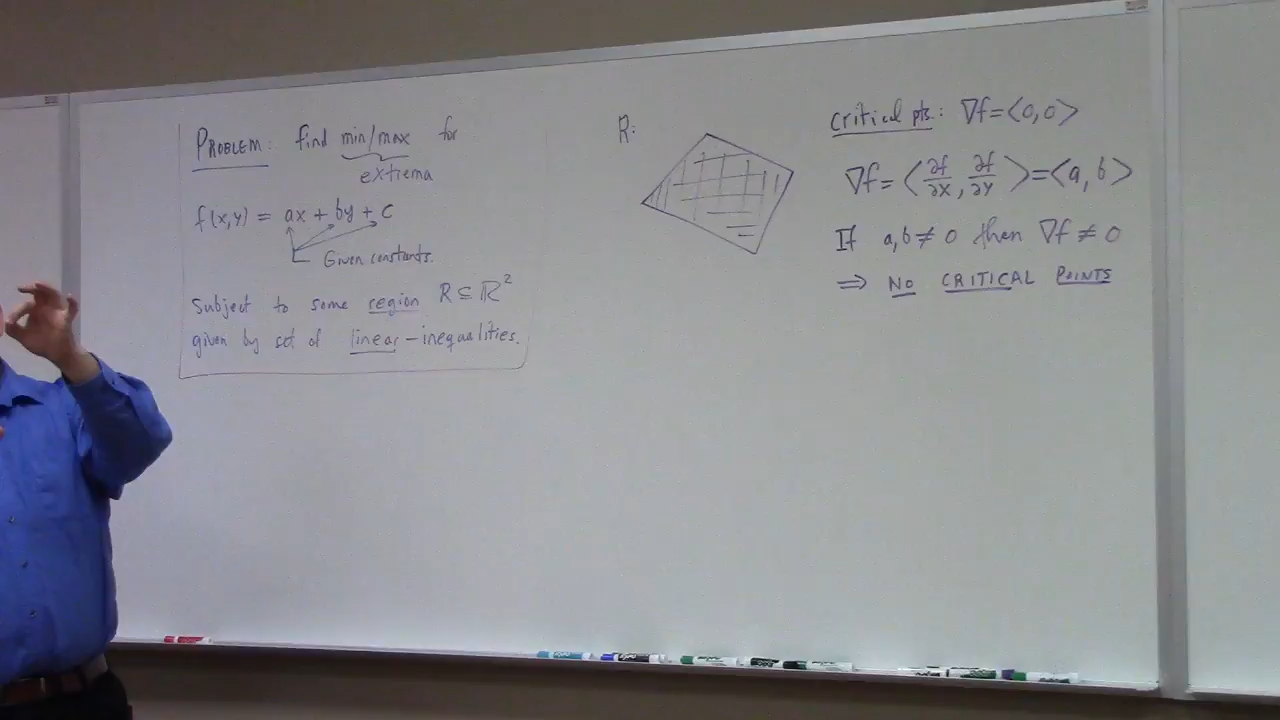 PROBLEM: find min/max for
extrema
f(x,y) = ax + by + c
Given constants.
Subject to some region R ⊆ ℝ²
given by set of linear-inequalities.
R:
critical pts.: ∇f = ⟨0,0⟩
∇f = ⟨∂f/∂x, ∂f/∂y⟩ = ⟨a, b⟩
If a,b ≠ 0 then ∇f ≠ 0
⇒ NO CRITICAL POINTS